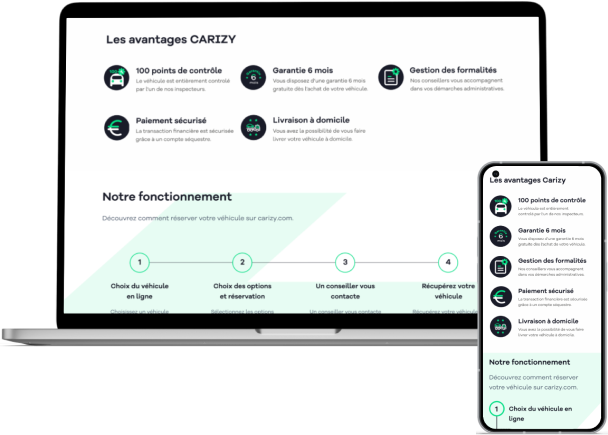 Les avantages CARIZY
100 points de contrôle
Le véhicule est entièrement controlé
par l'un de nos inspecteurs.
Garantie 6 mois
Vous disposez d'une garantie 6 mois
gratuite dès l'achat de votre véhicule.
Gestion des formalités
Nos conseillers vous accompagnent
dans vos démarches administratives.
Paiement sécurisé
La transaction financière est sécurisée
grâce à un compte séquestre.
Livraison à domicile
Vous avez la possibilité de vous faire
livrer votre véhicule à domicile.
Notre fonctionnement
Découvrez comment réserver votre véhicule sur carizy.com.
1
2
3
4
Choix du véhicule
en ligne
Choix des options
et réservation
Un conseiller vous
contacte
Récupérez votre
véhicule
Choisissez un véhicule
Sélectionnez les options
Un conseiller vous contacte
Récupérez votre véhicule
Les avantages Carizy
100 points de contrôle
Le véhicule est entièrement
controlé par l'un de nos inspecteurs.
Garantie 6 mois
Vous disposez d'une garantie 6 mois
gratuite dès l'achat de votre véhicule.
Gestion des formalités
Nos conseillers vous accompagnent
dans vos démarches administratives.
Paiement sécurisé
La transaction financière est sécurisée
grâce à un compte séquestre.
Livraison à domicile
Vous avez la possibilité de vous faire
livrer votre véhicule à domicile.
Notre fonctionnement
Découvrez comment réserver
votre véhicule sur carizy.com.
1
Choix du véhicule en
ligne